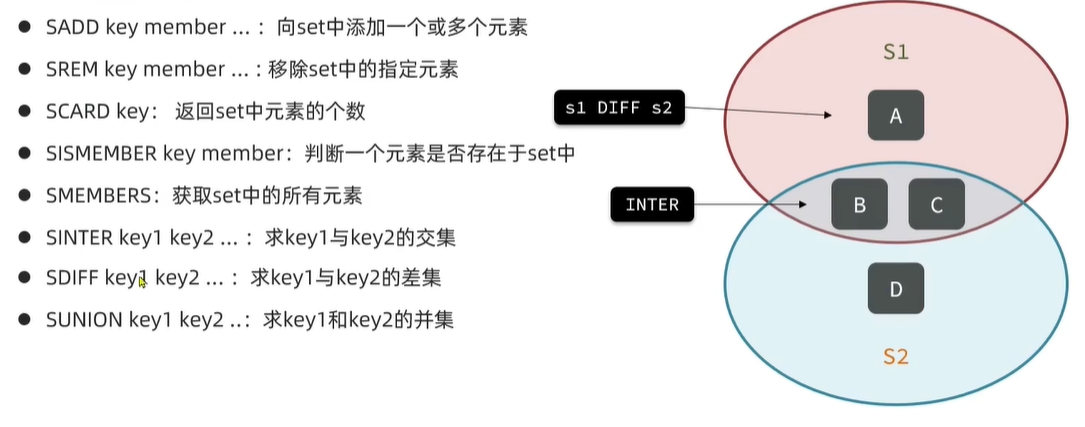 ● SADD key member ... ：向set中添加一个或多个元素
● SREM key member ... : 移除set中的指定元素
● SCARD key： 返回set中元素的个数
● SISMEMBER key member：判断一个元素是否存在于set中
● SMEMBERS：获取set中的所有元素
● SINTER key1 key2 ... ：求key1与key2的交集
● SDIFF key1 key2 ... ：求key1与key2的差集
● SUNION key1 key2 ..：求key1和key2的并集
S1
s1 DIFF s2
A
INTER
B C
D
S2